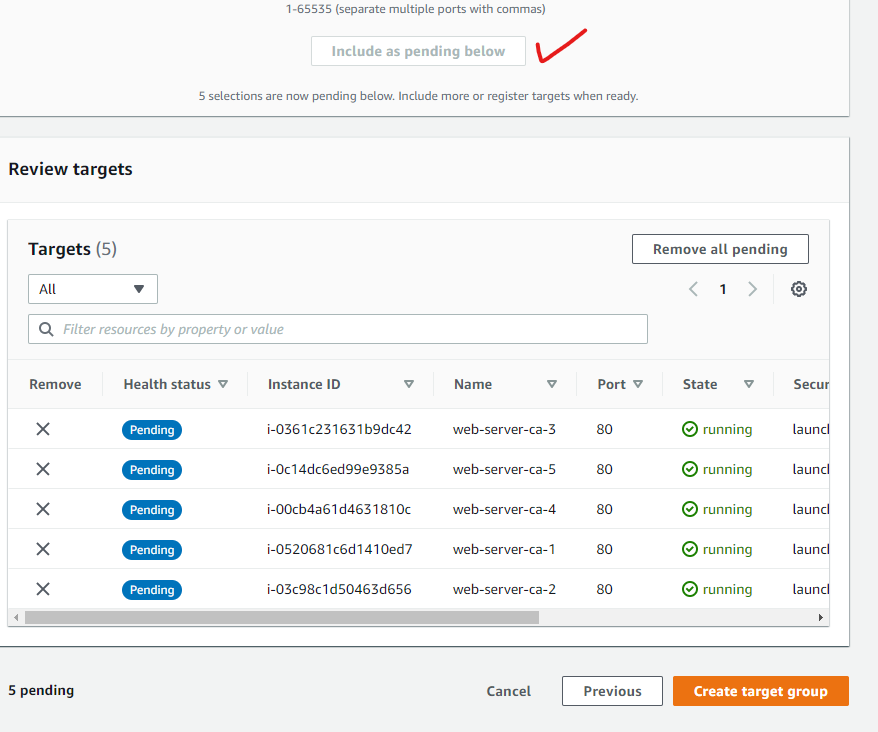 1-65535 (separate multiple ports with commas)
Include as pending below
5 selections are now pending below. Include more or register targets when ready.
Review targets
Targets (5)
Remove all pending
All
1
Filter resources by property or value
Remove Health status Instance ID Name Port State Secur
Pending i-0361c231631b9dc42 web-server-ca-3 80 running launch
Pending i-0c14dc6ed99e9385a web-server-ca-5 80 running launch
Pending i-00cb4a61d4631810c web-server-ca-4 80 running launch
Pending i-0520681c6d1410ed7 web-server-ca-1 80 running launch
Pending i-03c98c1d50463d656 web-server-ca-2 80 running launch
5 pending Cancel Previous Create target group